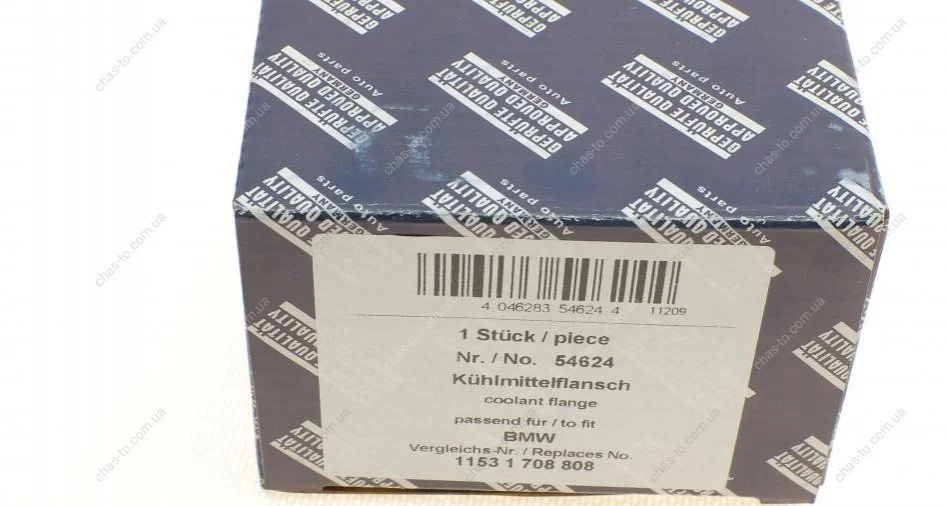 GEPRÜFTE QUALITÄT
APPROVED QUALITY
GERMANY
Auto parts
4 046283 54624 4 11209
1 Stück / piece
Nr. / No. 54624
Kühlmittelflansch
coolant flange
passend für / to fit
BMW
Vergleichs-Nr. / Replaces No.
1153 1 708 808
chas-to.com.ua